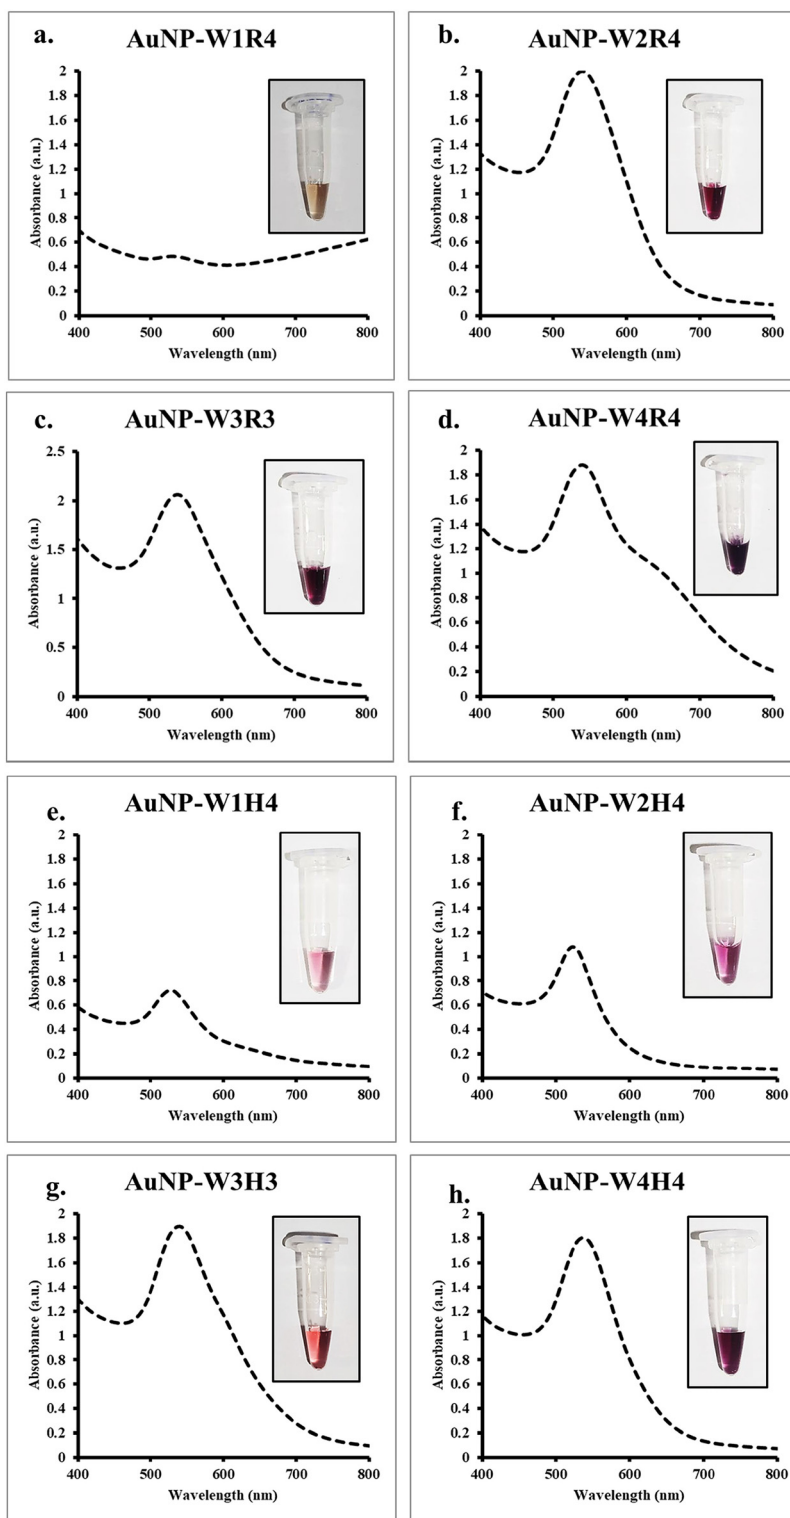 a.
AuNP-W1R4
2
1.8
1.6
1.4
1.2
1
0.8
0.6
0.4
0.2
0
Absorbance (a.u.)
400 500 600 700 800
Wavelength (nm)
b.
AuNP-W2R4
2
1.8
1.6
1.4
1.2
1
0.8
0.6
0.4
0.2
0
Absorbance (a.u.)
400 500 600 700 800
Wavelength (nm)
c.
AuNP-W3R3
2.5
2
1.5
1
0.5
0
Absorbance (a.u.)
400 500 600 700 800
Wavelength (nm)
d.
AuNP-W4R4
2
1.8
1.6
1.4
1.2
1
0.8
0.6
0.4
0.2
0
Absorbance (a.u.)
400 500 600 700 800
Wavelength (nm)
e.
AuNP-W1H4
2
1.8
1.6
1.4
1.2
1
0.8
0.6
0.4
0.2
0
Absorbance (a.u.)
400 500 600 700 800
Wavelength (nm)
f.
AuNP-W2H4
2
1.8
1.6
1.4
1.2
1
0.8
0.6
0.4
0.2
0
Absorbance (a.u.)
400 500 600 700 800
Wavelength (nm)
g.
AuNP-W3H3
2
1.8
1.6
1.4
1.2
1
0.8
0.6
0.4
0.2
0
Absorbance (a.u.)
400 500 600 700 800
Wavelength (nm)
h.
AuNP-W4H4
2
1.8
1.6
1.4
1.2
1
0.8
0.6
0.4
0.2
0
Absorbance (a.u.)
400 500 600 700 800
Wavelength (nm)